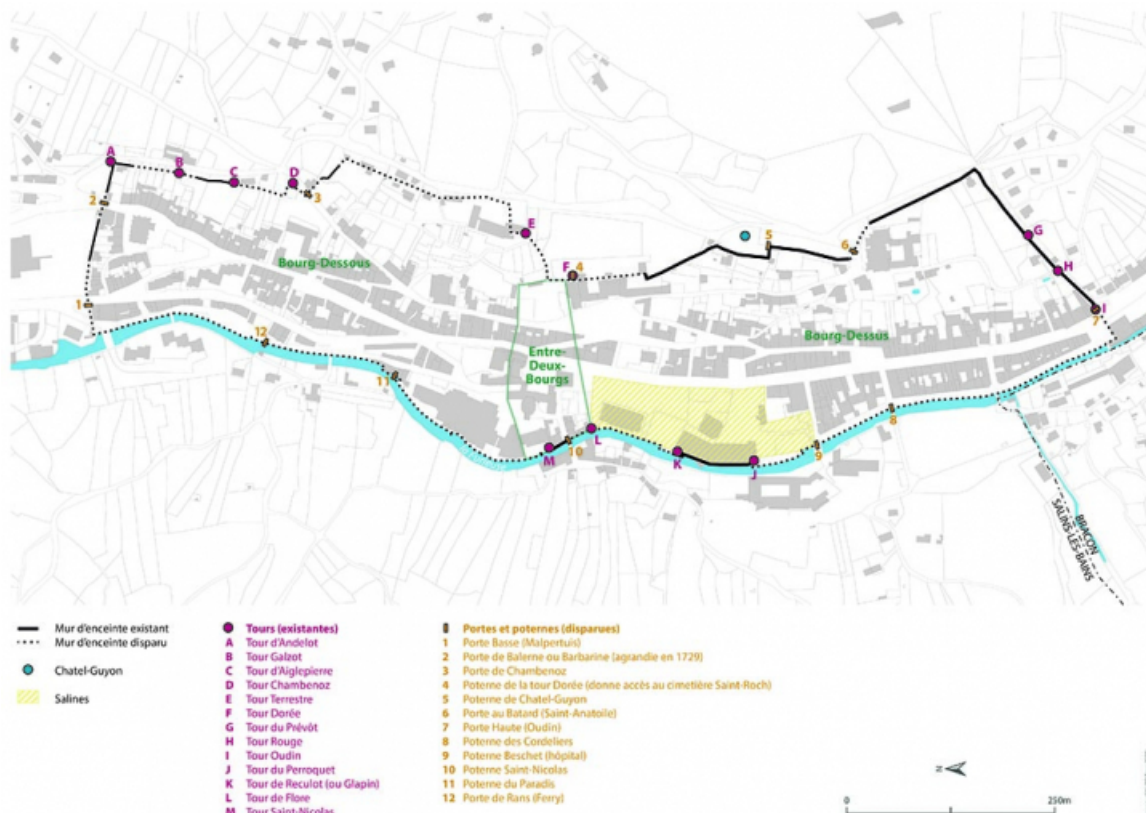 A
B
C
D
2
3
E
5
6
G
F 4
H
Bourg-Dessous
I
7
1
12
Bourg-Dessus
Entre-
Deux-
Bourgs
11
8
L
M
10
9
K
J
BRACON
SALINS-LES-BAINS
Mur d'enceinte existant
Mur d'enceinte disparu
Chatel-Guyon
Salines
Tours (existantes)
A Tour d'Andelot
B Tour Galzot
C Tour d'Aiglepierre
D Tour Chambenoz
E Tour Terrestre
F Tour Dorée
G Tour du Prévôt
H Tour Rouge
I Tour Oudin
J Tour du Perroquet
K Tour de Reculot (ou Glapin)
L Tour de Flore
M Tour Saint-Nicolas
Portes et poternes (disparues)
1 Porte Basse (Malpertuis)
2 Porte de Balerne ou Barbarine (agrandie en 1729)
3 Porte de Chambenoz
4 Poterne de la tour Dorée (donne accès au cimetière Saint-Roch)
5 Poterne de Chatel-Guyon
6 Porte au Batard (Saint-Anatoile)
7 Porte Haute (Oudin)
8 Poterne des Cordeliers
9 Poterne Beschet (hôpital)
10 Poterne Saint-Nicolas
11 Poterne du Paradis
12 Porte de Rans (Ferry)
N
0 250m